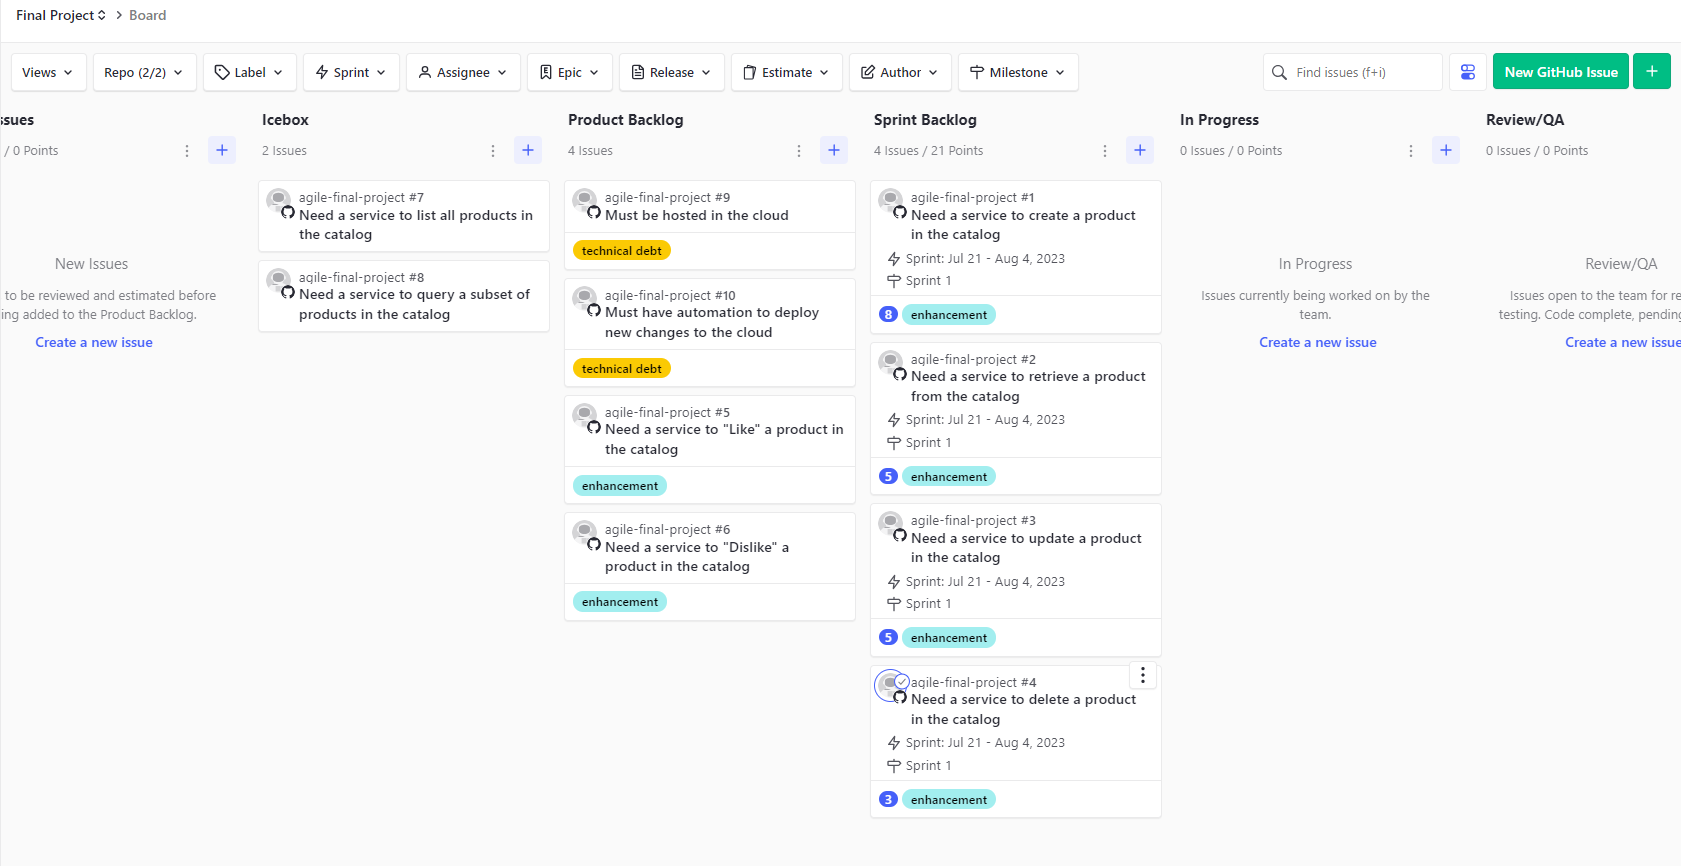 Final Project > Board
Views
Repo (2/2)
Label
Sprint
Assignee
Epic
Release
Estimate
Author
Milestone
Find issues (f+i)
New GitHub Issue
+
ssues
/ 0 Points
New Issues
to be reviewed and estimated before
ing added to the Product Backlog.
Create a new issue
Icebox
2 Issues
agile-final-project #7
Need a service to list all products in
the catalog
agile-final-project #8
Need a service to query a subset of
products in the catalog
Product Backlog
4 Issues
agile-final-project #9
Must be hosted in the cloud
technical debt
agile-final-project #10
Must have automation to deploy
new changes to the cloud
technical debt
agile-final-project #5
Need a service to "Like" a product in
the catalog
enhancement
agile-final-project #6
Need a service to "Dislike" a
product in the catalog
enhancement
Sprint Backlog
4 Issues / 21 Points
agile-final-project #1
Need a service to create a product
in the catalog
Sprint: Jul 21 - Aug 4, 2023
Sprint 1
8 enhancement
agile-final-project #2
Need a service to retrieve a product
from the catalog
Sprint: Jul 21 - Aug 4, 2023
Sprint 1
5 enhancement
agile-final-project #3
Need a service to update a product
in the catalog
Sprint: Jul 21 - Aug 4, 2023
Sprint 1
5 enhancement
agile-final-project #4
Need a service to delete a product
in the catalog
Sprint: Jul 21 - Aug 4, 2023
Sprint 1
3 enhancement
In Progress
0 Issues / 0 Points
In Progress
Issues currently being worked on by the
team.
Create a new issue
Review/QA
0 Issues / 0 Points
Review/QA
Issues open to the team for re
testing. Code complete, pending
Create a new issue